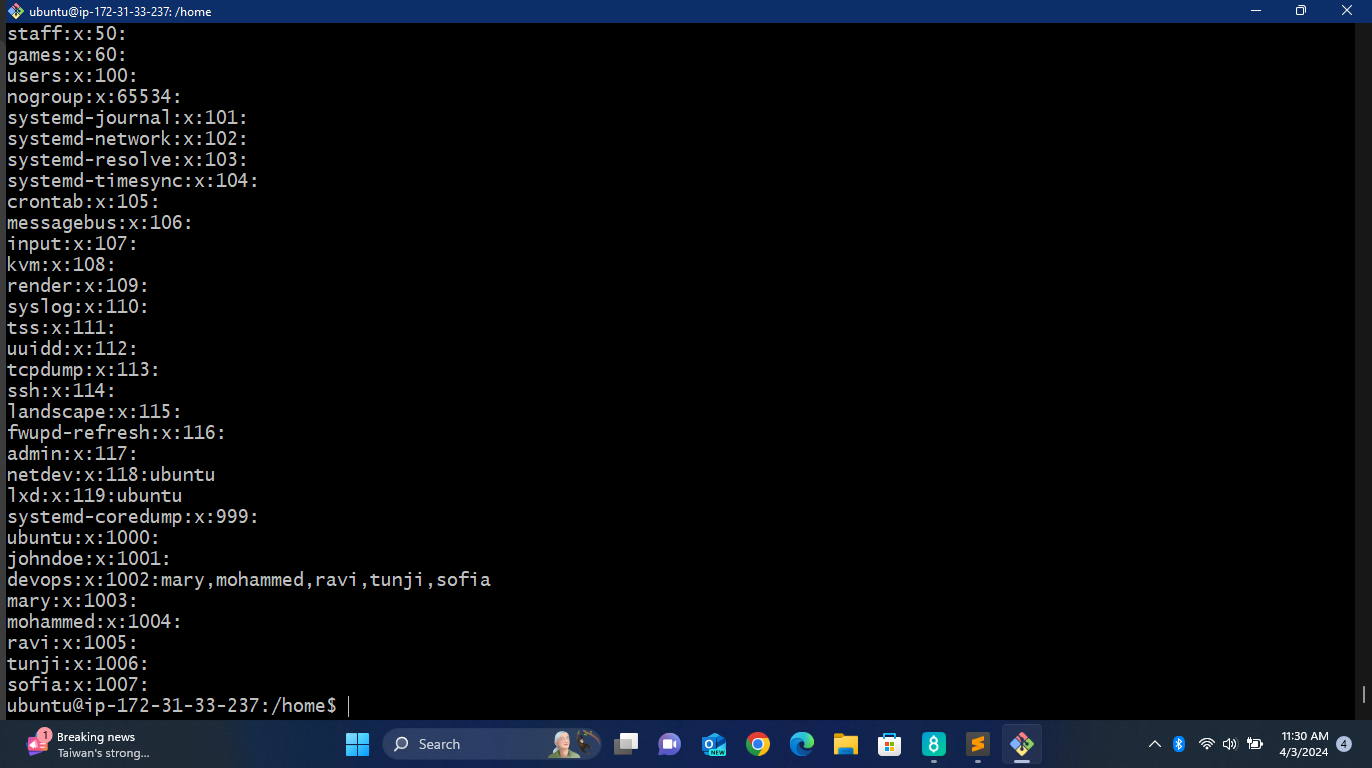 ubuntu@ip-172-31-33-237: /home
staff:x:50:
games:x:60:
users:x:100:
nogroup:x:65534:
systemd-journal:x:101:
systemd-network:x:102:
systemd-resolve:x:103:
systemd-timesync:x:104:
crontab:x:105:
messagebus:x:106:
input:x:107:
kvm:x:108:
render:x:109:
syslog:x:110:
tss:x:111:
uuidd:x:112:
tcpdump:x:113:
ssh:x:114:
landscape:x:115:
fwupd-refresh:x:116:
admin:x:117:
netdev:x:118:ubuntu
lxd:x:119:ubuntu
systemd-coredump:x:999:
ubuntu:x:1000:
johndoe:x:1001:
devops:x:1002:mary,mohammed,ravi,tunji,sofia
mary:x:1003:
mohammed:x:1004:
ravi:x:1005:
tunji:x:1006:
sofia:x:1007:
ubuntu@ip-172-31-33-237:/home$
1
Breaking news
Taiwan's strong...
Search
NEW
8
11:30 AM
4/3/2024
4